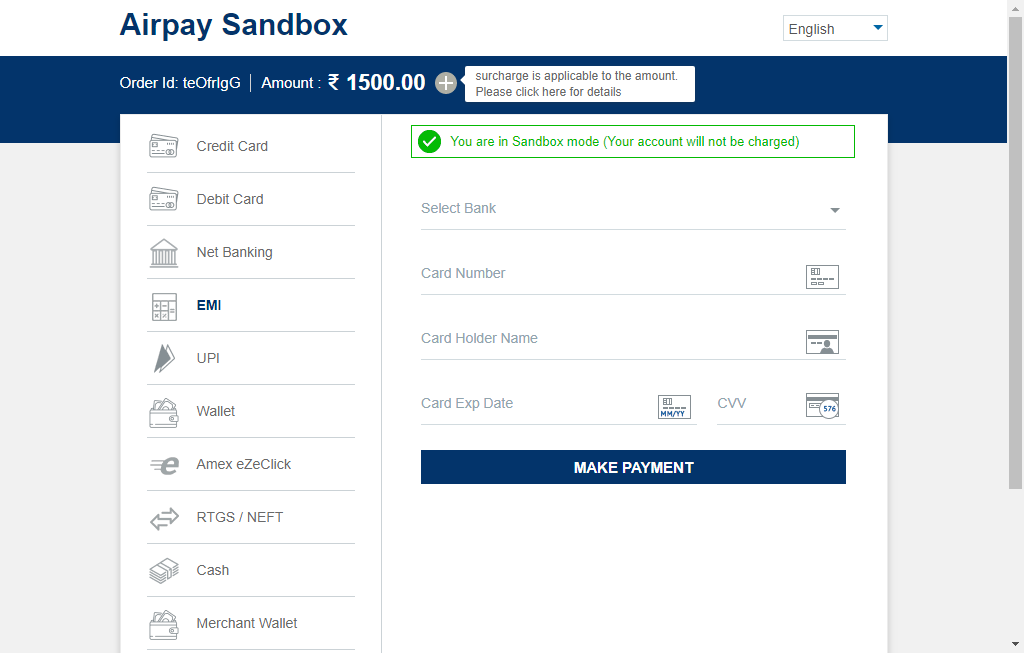 Airpay Sandbox
English
Order Id: teOfrlgG Amount : ₹ 1500.00
surcharge is applicable to the amount.
Please click here for details
Credit Card
Debit Card
Net Banking
EMI
UPI
Wallet
Amex eZeClick
RTGS / NEFT
Cash
Merchant Wallet
You are in Sandbox mode (Your account will not be charged)
Select Bank
Card Number
Card Holder Name
Card Exp Date
MM/YY
CVV
576
MAKE PAYMENT